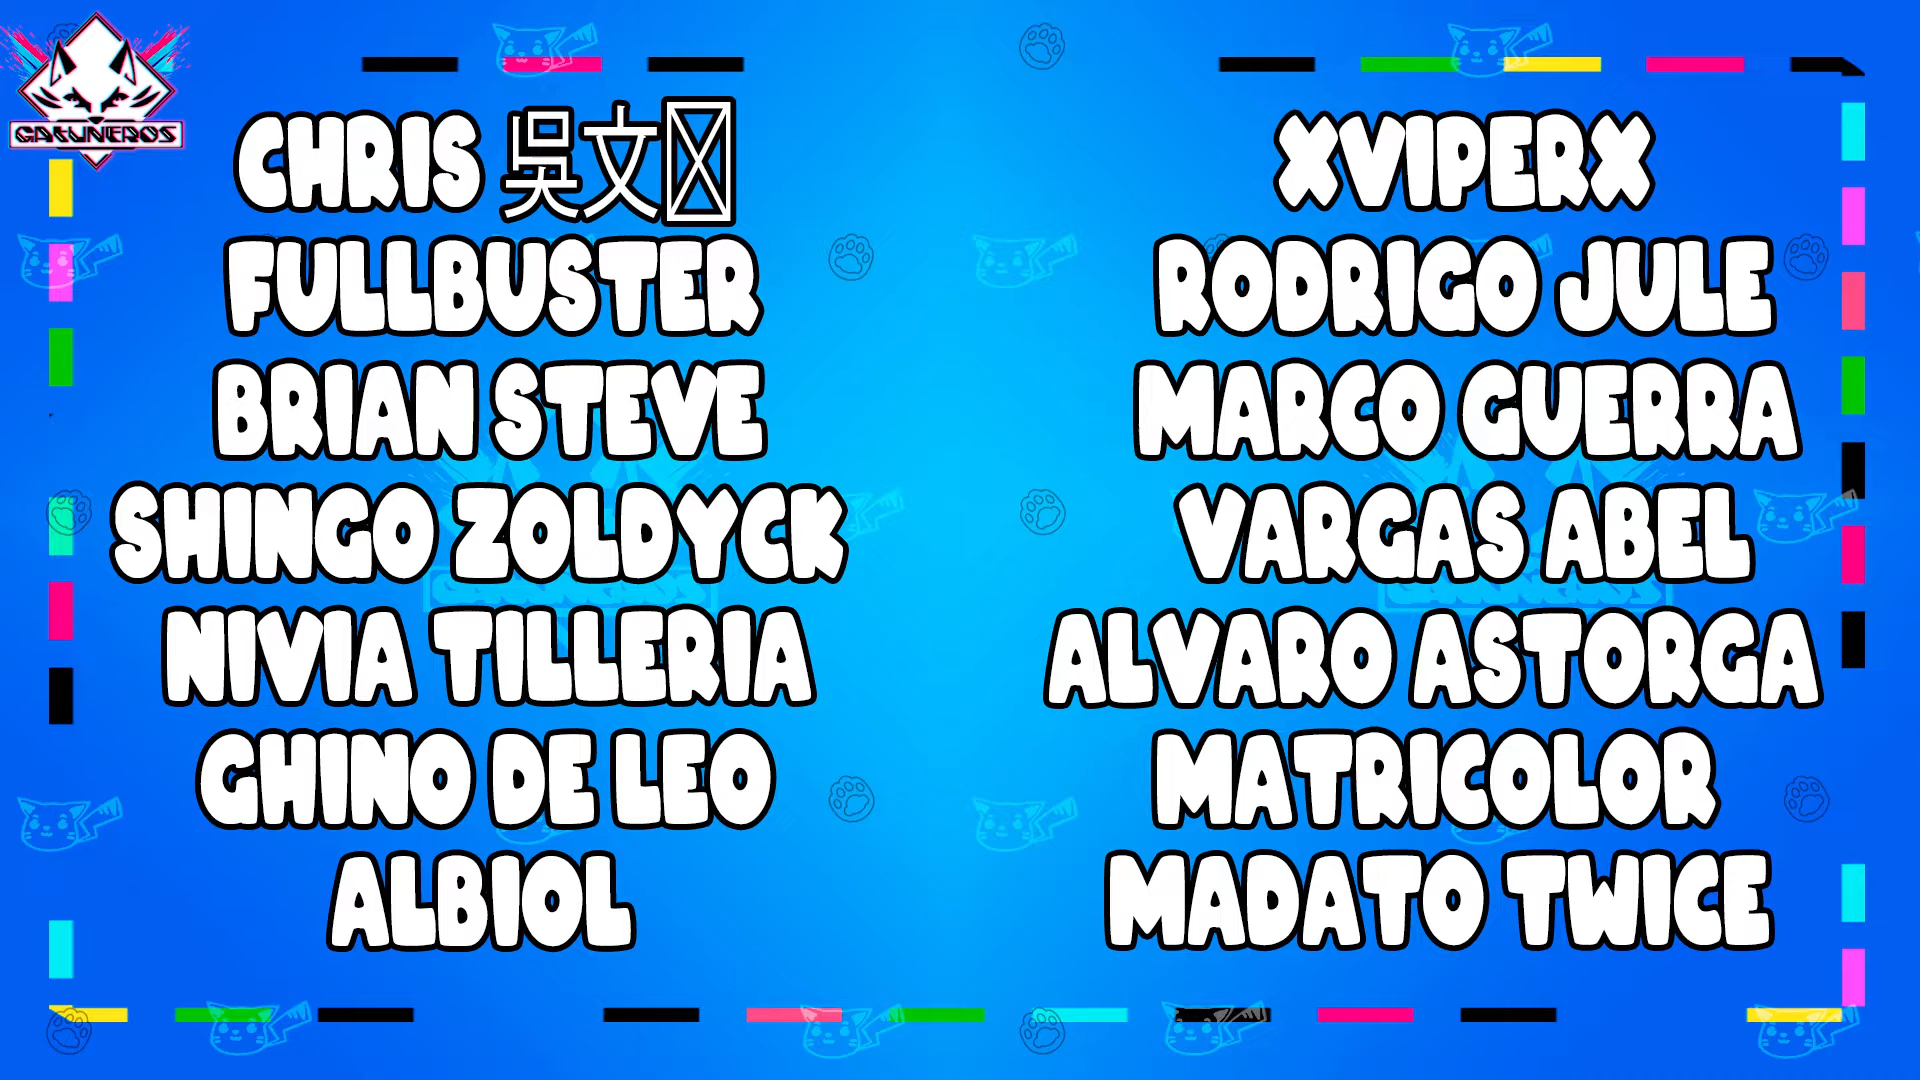 GATUNEROS
CHRIS 吳文
FULLBUSTER
BRIAN STEVE
SHINGO ZOLDYCK
NIVIA TILLERIA
GHINO DE LEO
ALBIOL
XVIPERX
RODRIGO JULE
MARCO GUERRA
VARGAS ABEL
ALVARO ASTORGA
MATRICOLOR
MADATO TWICE